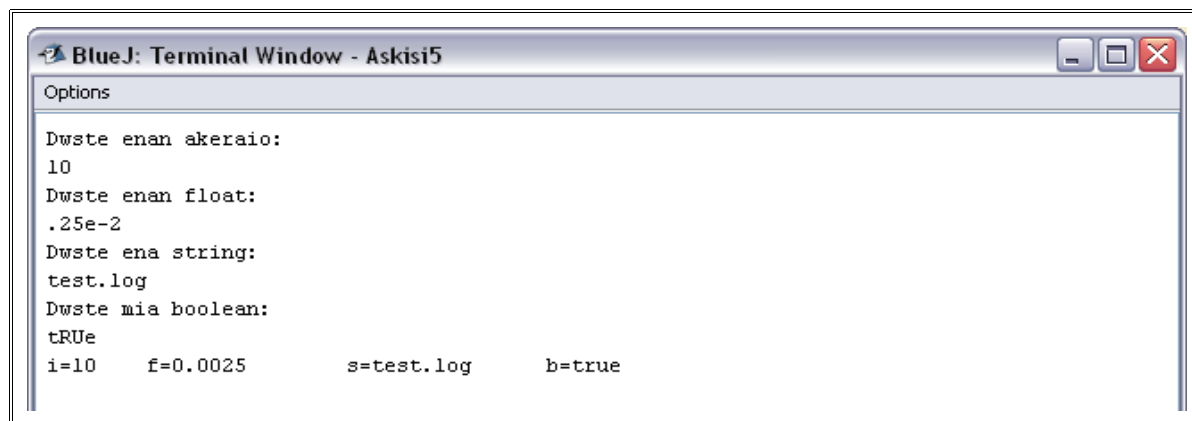 BlueJ: Terminal Window - Askisi5
Options
Dwste enan akeraio:
10
Dwste enan float:
.25e-2
Dwste ena string:
test.log
Dwste mia boolean:
tRUe
i=10 f=0.0025 s=test.log b=true